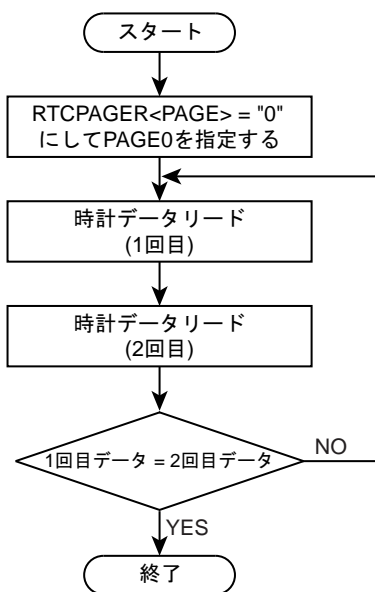 スタート
RTCPAGER<PAGE> = "0"
にしてPAGE0を指定する
時計データリード
(1回目)
時計データリード
(2回目)
1回目データ = 2回目データ
NO
YES
終了